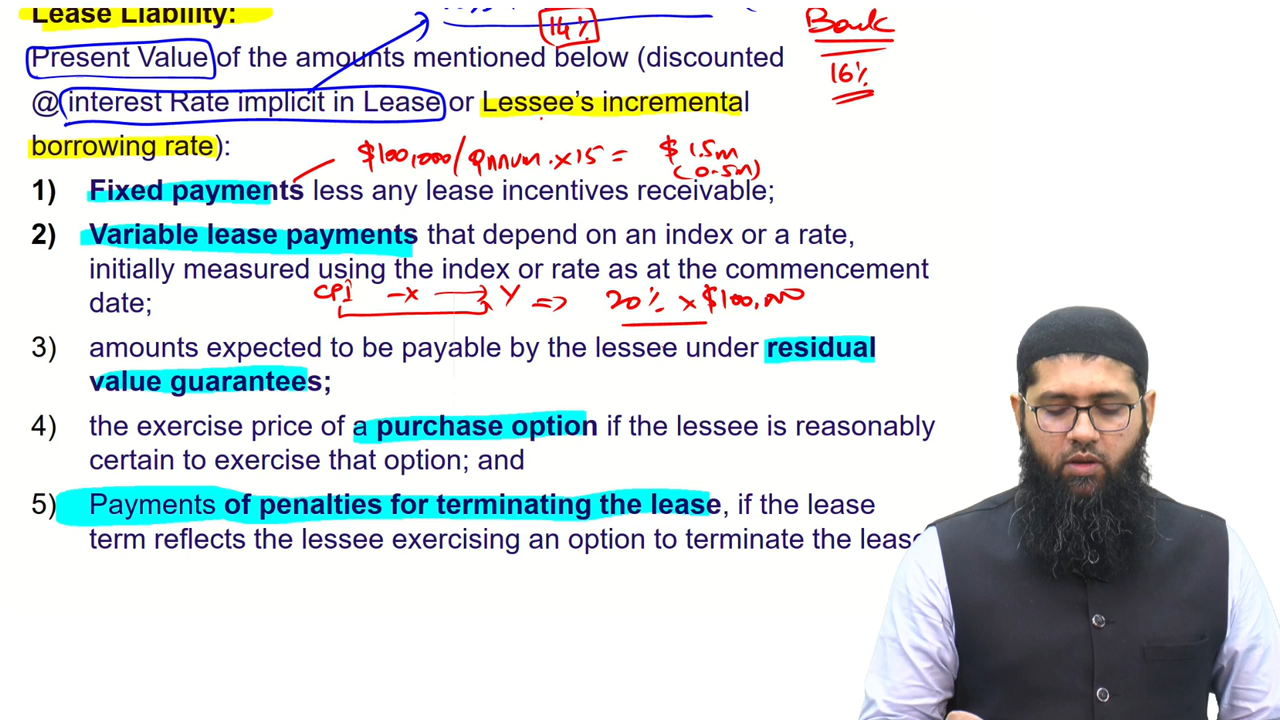 Lease Liability:
14%
Bank
Present Value of the amounts mentioned below (discounted
16%
@ interest Rate implicit in Lease or Lessee's incremental
borrowing rate):
$100,000/annum. x15 = $1.5m
(0.5m)
1) Fixed payments less any lease incentives receivable;
2) Variable lease payments that depend on an index or a rate,
initially measured using the index or rate as at the commencement
date;
CPI -x → Y => 20% x $100,000
3) amounts expected to be payable by the lessee under residual
value guarantees;
4) the exercise price of a purchase option if the lessee is reasonably
certain to exercise that option; and
5) Payments of penalties for terminating the lease, if the lease
term reflects the lessee exercising an option to terminate the lease